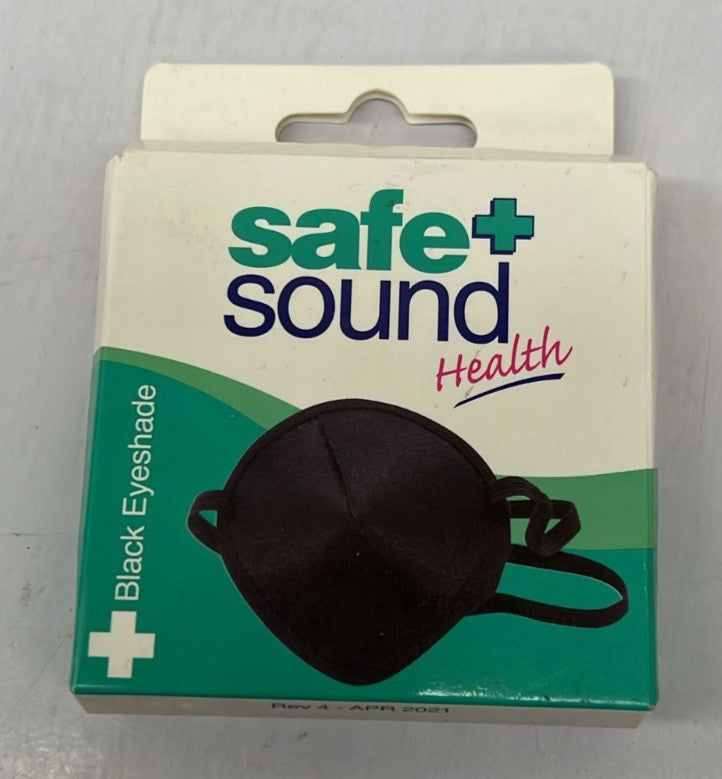 safe+
sound
Health
Black Eyeshade
Rev 4 - APR 2021